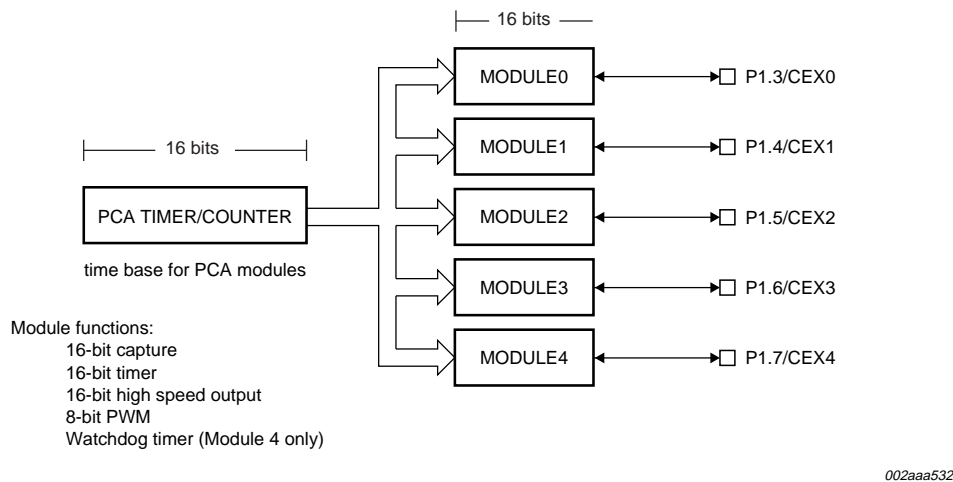 16 bits
MODULE0
P1.3/CEX0
MODULE1
P1.4/CEX1
16 bits
PCA TIMER/COUNTER
MODULE2
P1.5/CEX2
time base for PCA modules
MODULE3
P1.6/CEX3
MODULE4
P1.7/CEX4
Module functions:
16-bit capture
16-bit timer
16-bit high speed output
8-bit PWM
Watchdog timer (Module 4 only)
002aaa532